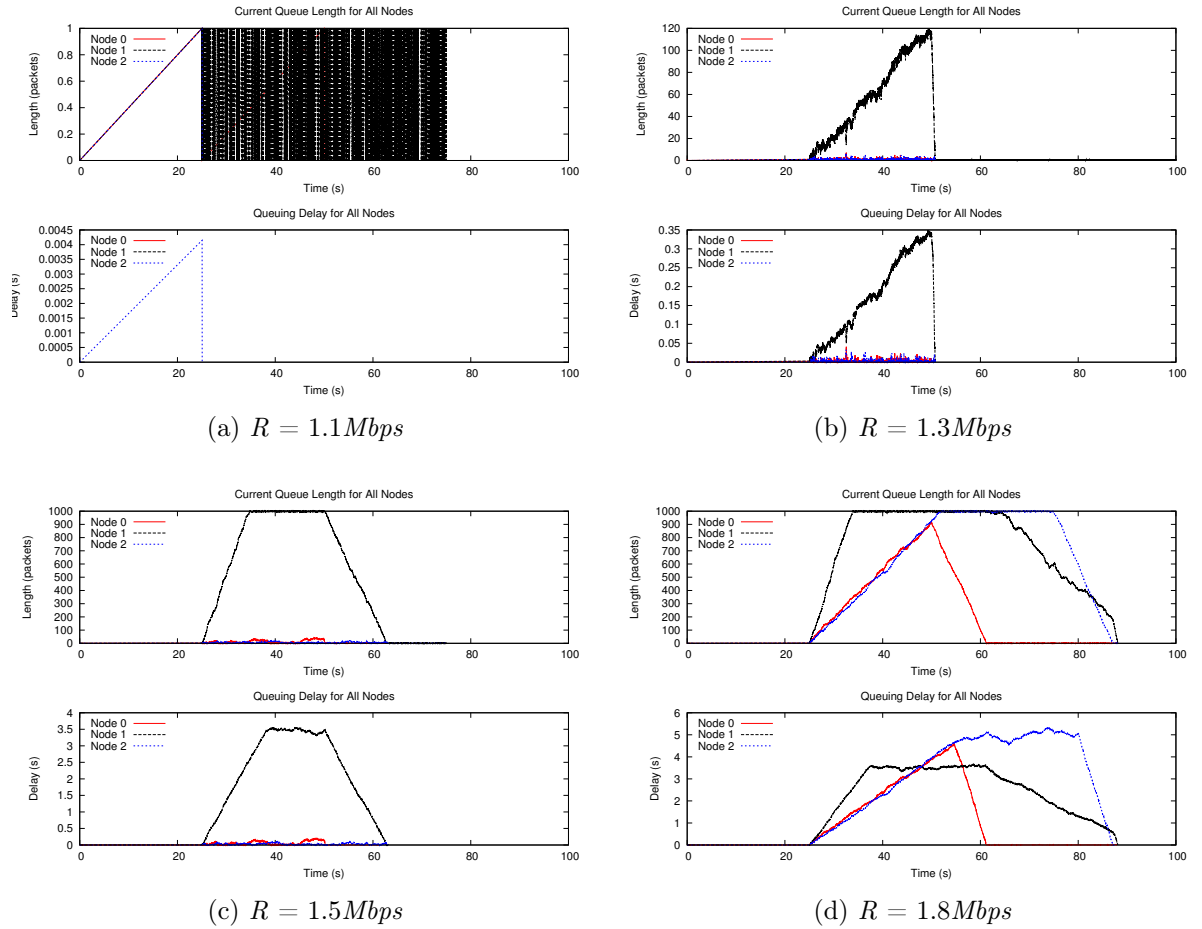 Current Queue Length for All Nodes
Length (packets)
1
0.8
0.6
0.4
0.2
0
Node 0
Node 1
Node 2
0 20 40 60 80 100
Time (s)
Queuing Delay for All Nodes
Delay (s)
0.0045
0.004
0.0035
0.003
0.0025
0.002
0.0015
0.001
0.0005
0
Node 0
Node 1
Node 2
0 20 40 60 80 100
Time (s)
(a) R = 1.1Mbps
Current Queue Length for All Nodes
Length (packets)
120
100
80
60
40
20
0
Node 0
Node 1
Node 2
0 20 40 60 80 100
Time (s)
Queuing Delay for All Nodes
Delay (s)
0.35
0.3
0.25
0.2
0.15
0.1
0.05
0
Node 0
Node 1
Node 2
0 20 40 60 80 100
Time (s)
(b) R = 1.3Mbps
Current Queue Length for All Nodes
Length (packets)
1000
900
800
700
600
500
400
300
200
100
0
Node 0
Node 1
Node 2
0 20 40 60 80 100
Time (s)
Queuing Delay for All Nodes
Delay (s)
4
3.5
3
2.5
2
1.5
1
0.5
0
Node 0
Node 1
Node 2
0 20 40 60 80 100
Time (s)
(c) R = 1.5Mbps
Current Queue Length for All Nodes
Length (packets)
1000
900
800
700
600
500
400
300
200
100
0
Node 0
Node 1
Node 2
0 20 40 60 80 100
Time (s)
Queuing Delay for All Nodes
Delay (s)
6
5
4
3
2
1
0
Node 0
Node 1
Node 2
0 20 40 60 80 100
Time (s)
(d) R = 1.8Mbps